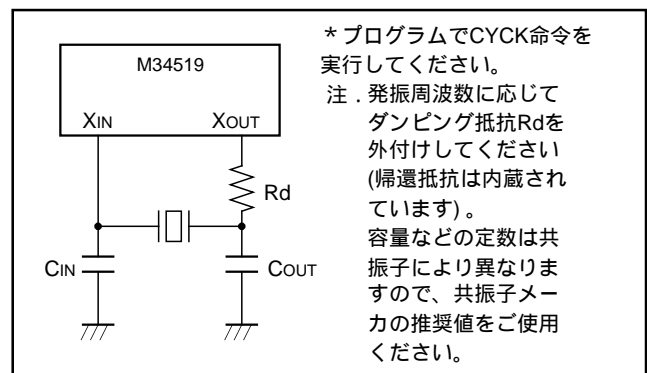 M34519
XIN
XOUT
Rd
CIN
COUT
＊プログラムでCYCK命令を
実行してください。
注．発振周波数に応じて
ダンピング抵抗Rdを
外付けしてください
(帰還抵抗は内蔵され
ています)。
容量などの定数は共
振子により異なりま
すので、共振子メー
カの推奨値をご使用
ください。